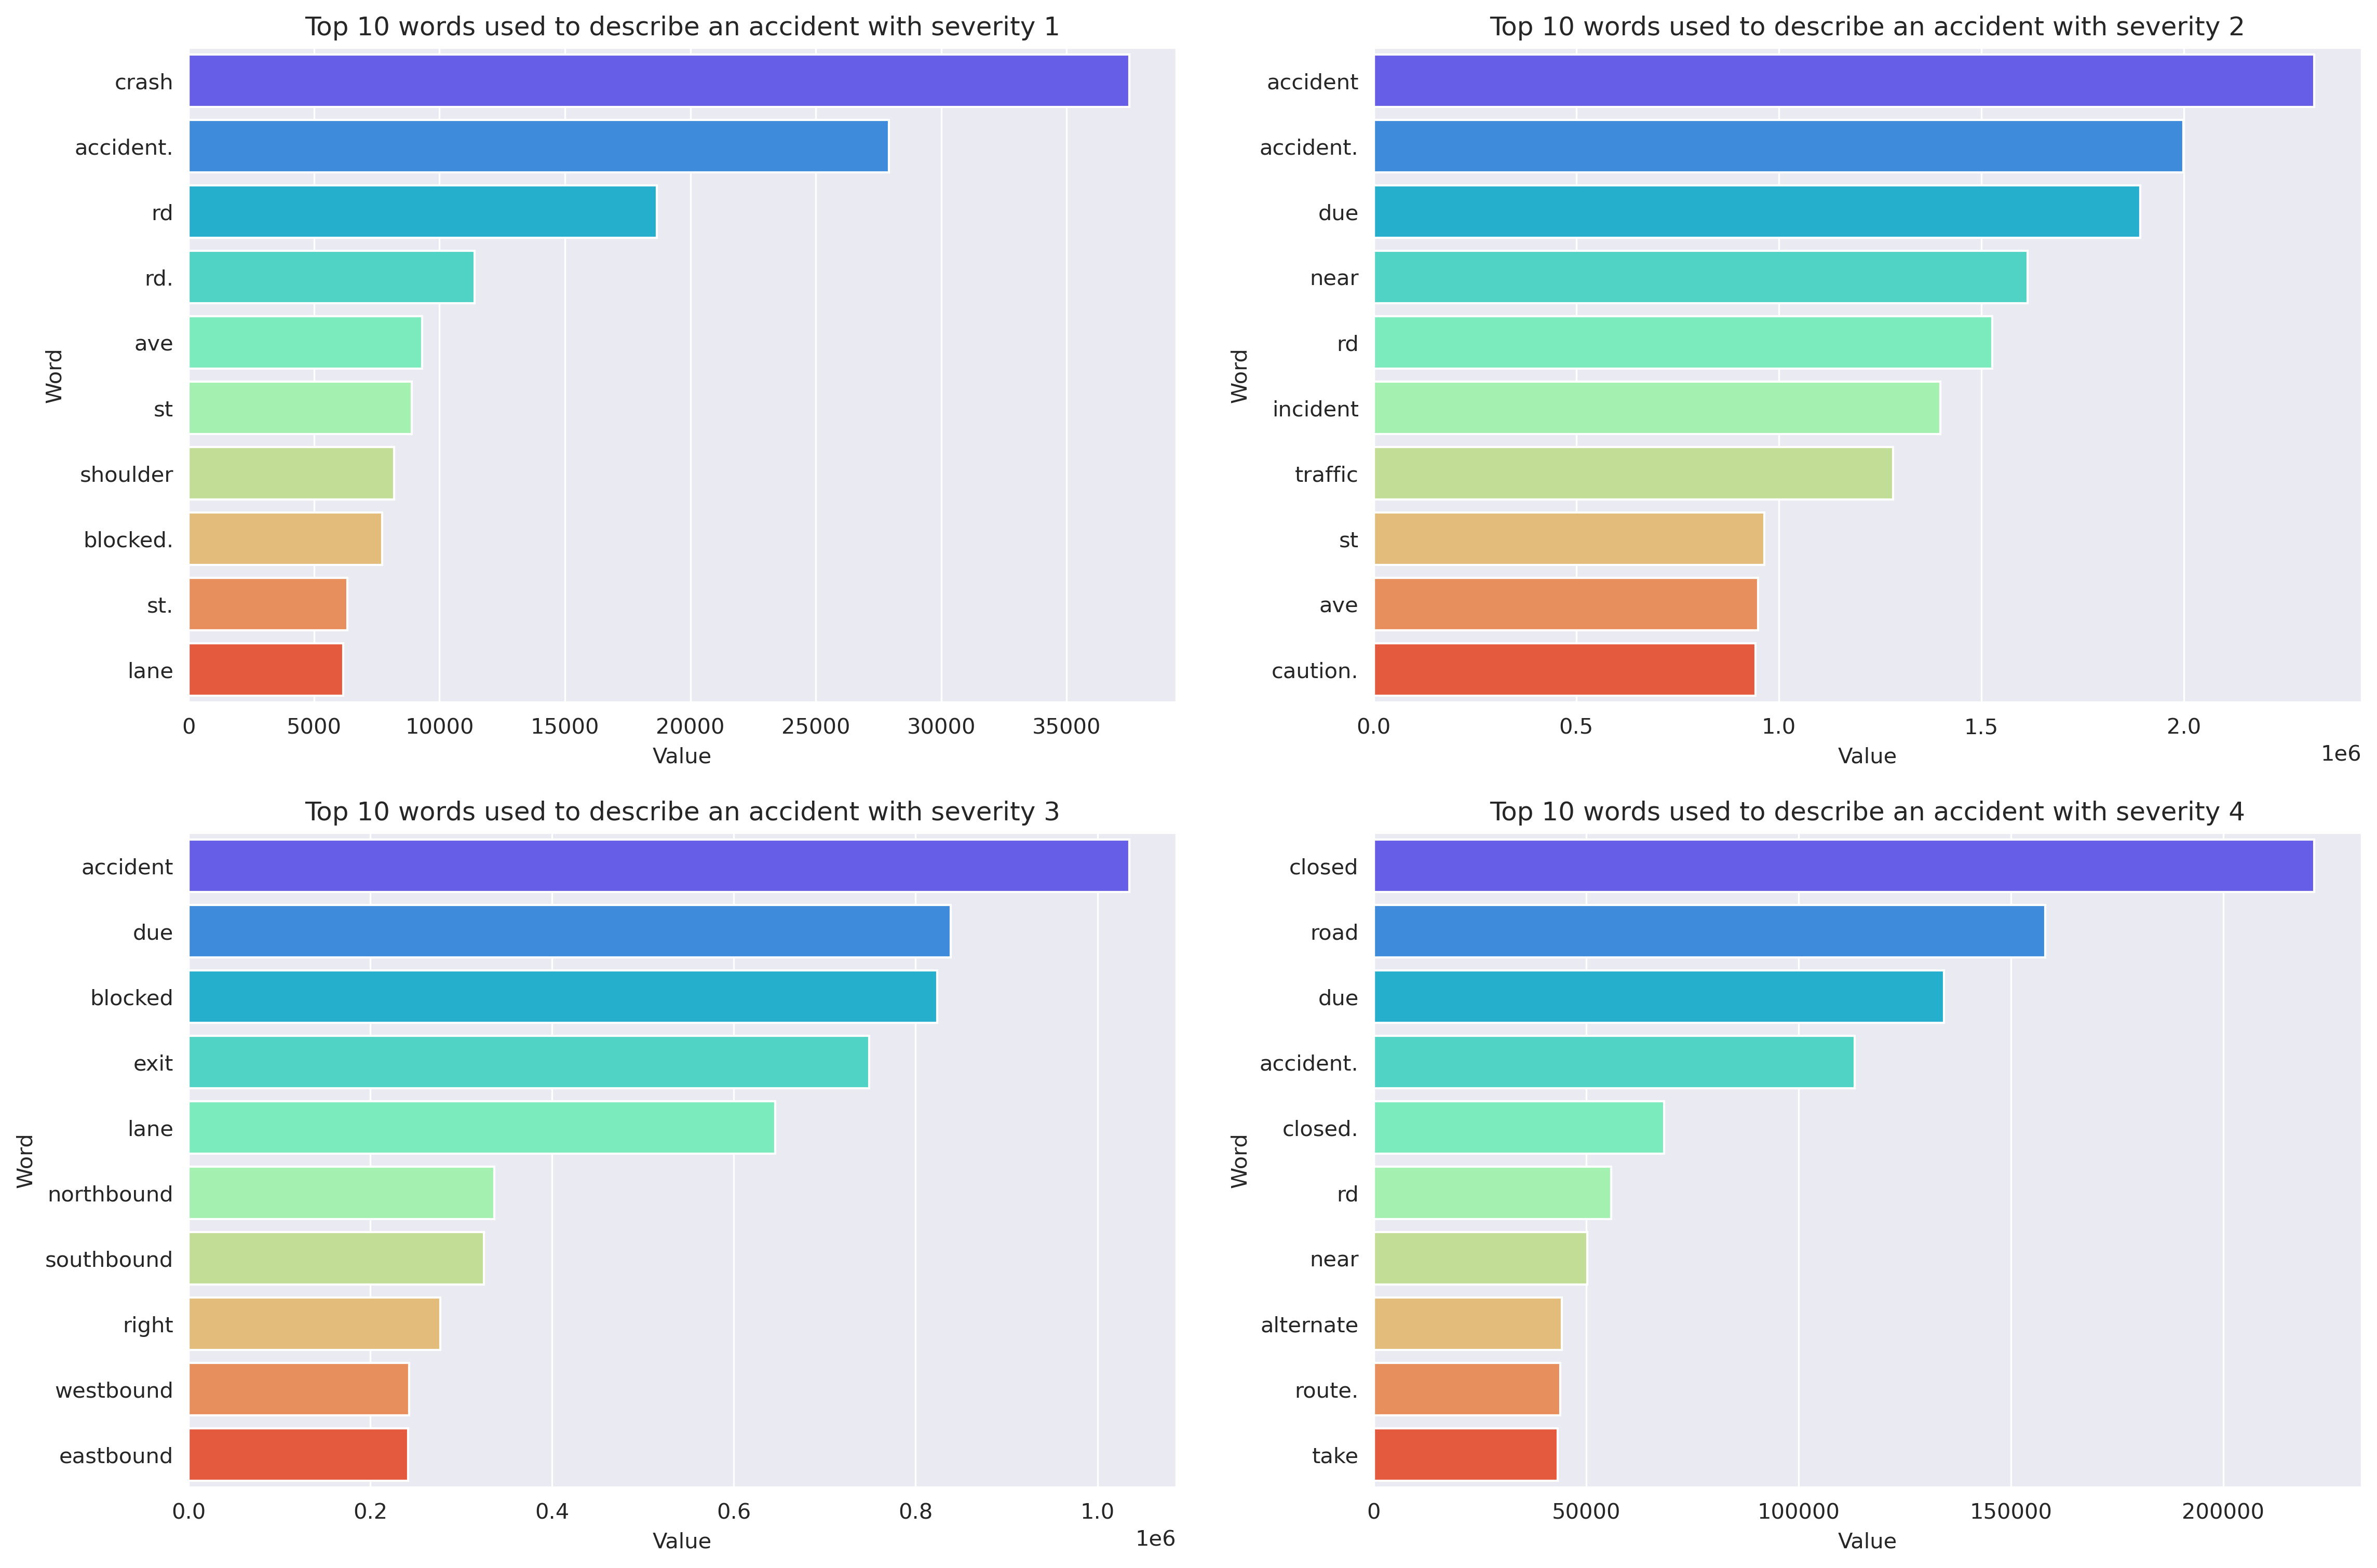 Top 10 words used to describe an accident with severity 1
Word
crash
accident.
rd
rd.
ave
st
shoulder
blocked.
st.
lane
0 5000 10000 15000 20000 25000 30000 35000
Value
Top 10 words used to describe an accident with severity 2
Word
accident
accident.
due
near
rd
incident
traffic
st
ave
caution.
0.0 0.5 1.0 1.5 2.0
1e6
Value
Top 10 words used to describe an accident with severity 3
Word
accident
due
blocked
exit
lane
northbound
southbound
right
westbound
eastbound
0.0 0.2 0.4 0.6 0.8 1.0
1e6
Value
Top 10 words used to describe an accident with severity 4
Word
closed
road
due
accident.
closed.
rd
near
alternate
route.
take
0 50000 100000 150000 200000
Value